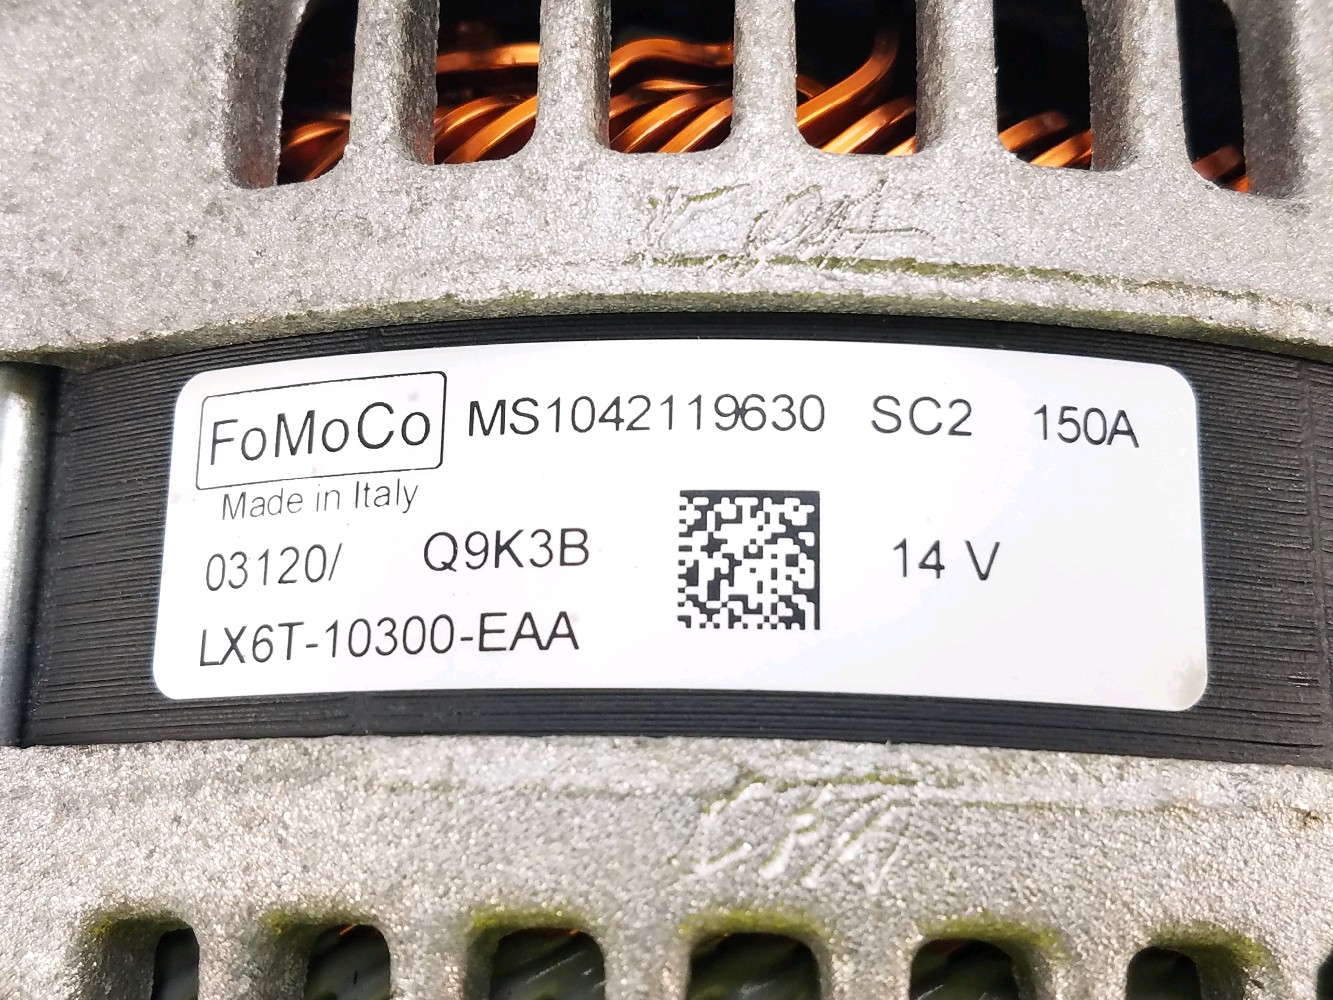 FoMoCo MS1042119630 SC2 150A
Made in Italy
03120/ Q9K3B 14 V
LX6T-10300-EAA